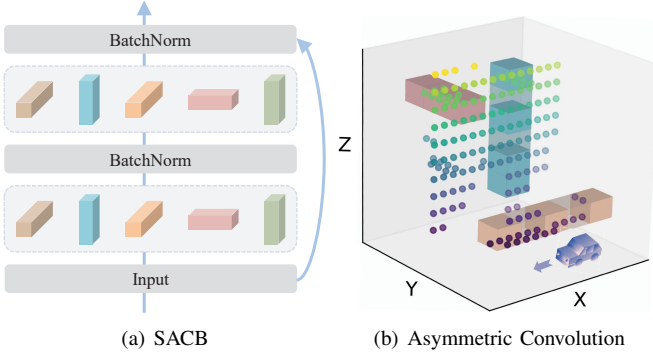 BatchNorm
BatchNorm
Input
(a) SACB
Z
Y
X
(b) Asymmetric Convolution